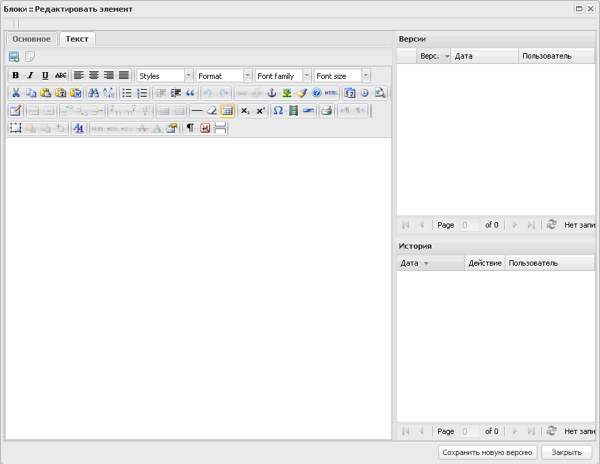 Блоки :: Редактировать элемент
Основное Текст
B I U ABC Styles Format Font family Font size
HTML
Версии
Верс. Дата Пользователь
Page 0 of 0 Нет запи
История
Дата Действие Пользователь
Page 0 of 0 Нет запи
Сохранить новую версию Закрыть